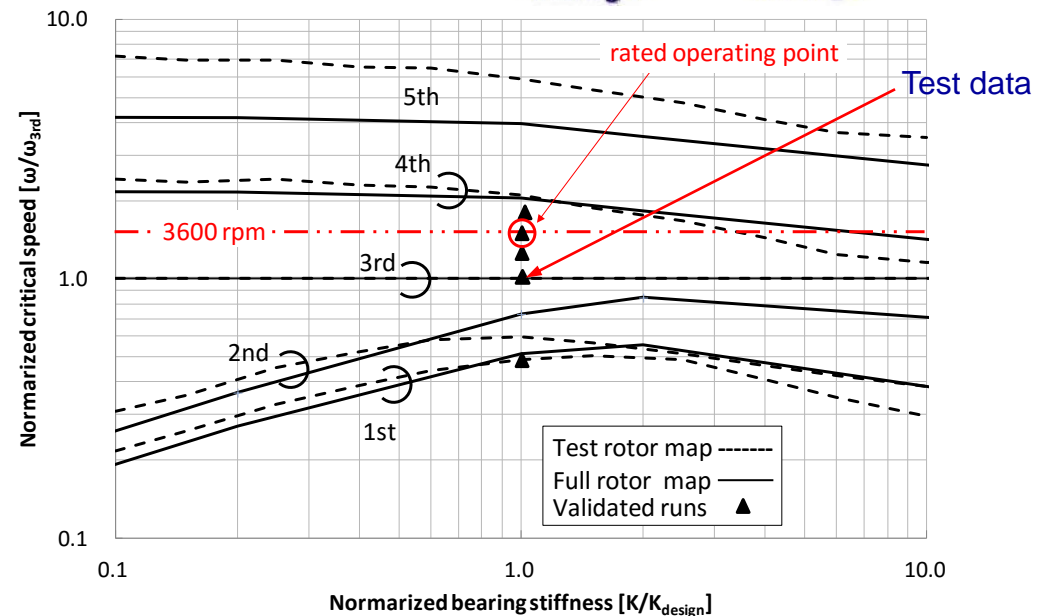 10.0
rated operating point
Test data
5th
4th
3600 rpm
3rd
1.0
2nd
1st
Test rotor map
Full rotor map
Validated runs
0.1
0.1
1.0
10.0
Normarized bearing stiffness [K/Kdesign]
Normalized critical speed [ω/ω3rd]